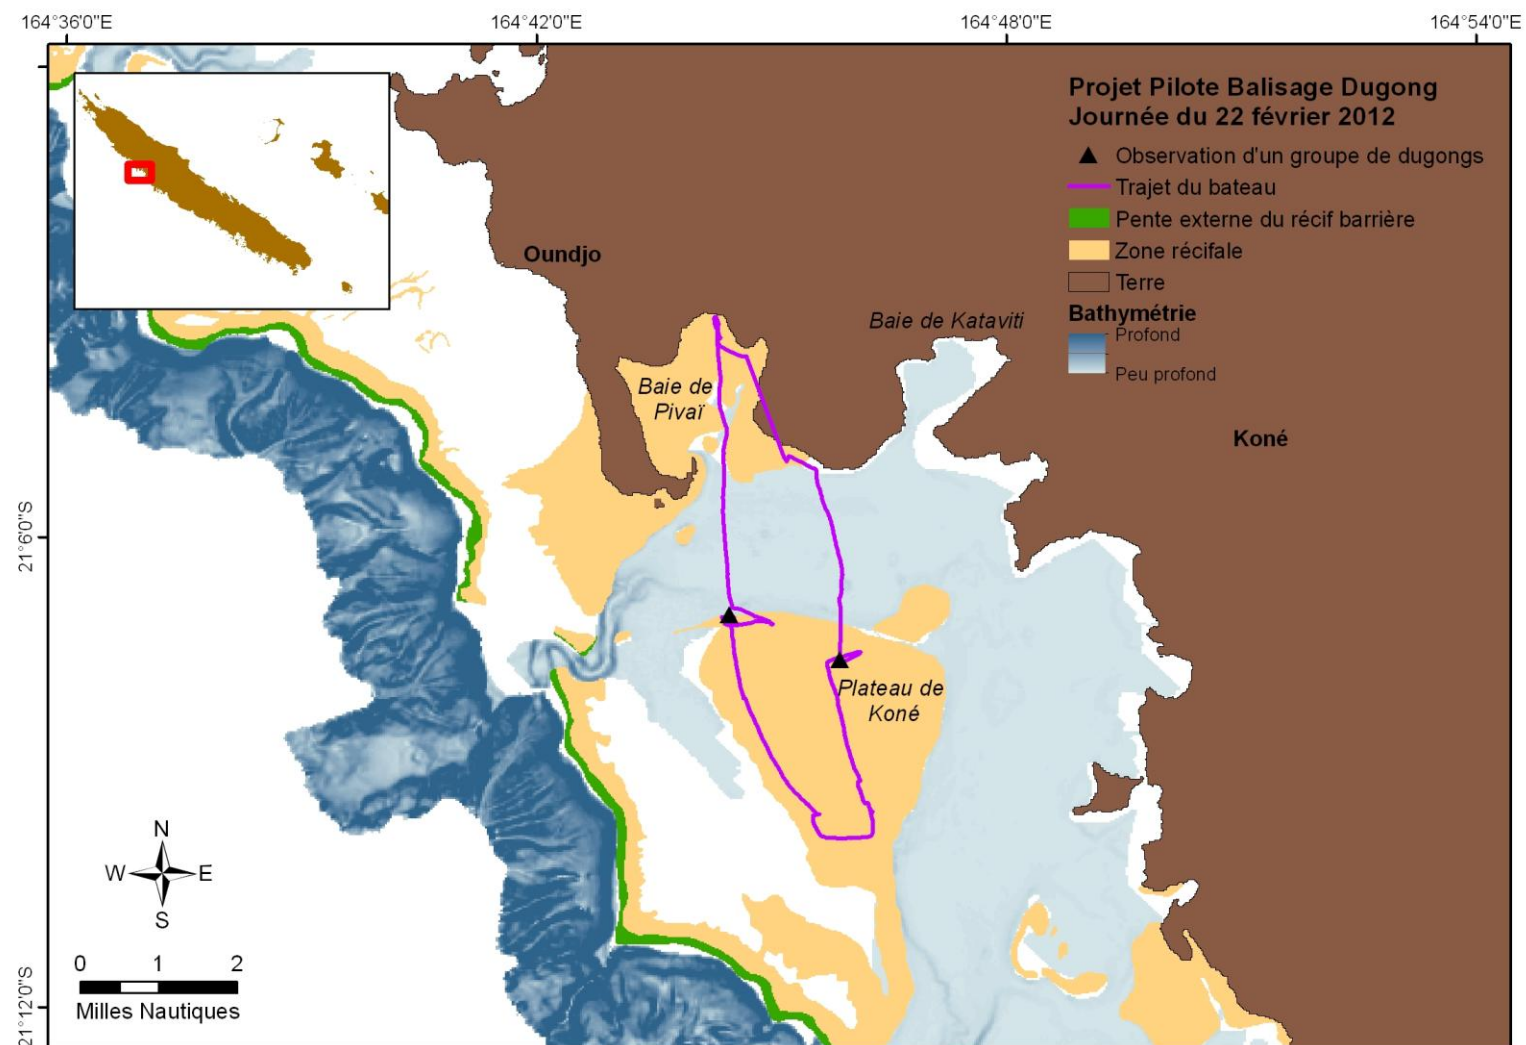 164°36'0"E
164°42'0"E
164°48'0"E
164°54'0"E
Projet Pilote Balisage Dugong
Journée du 22 février 2012
Observation d'un groupe de dugongs
Trajet du bateau
Pente externe du récif barrière
Zone récifale
Terre
Bathymétrie
Profond
Peu profond
Oundjo
Baie de Kataviti
Baie de
Pivaï
Koné
21°6'0"S
Plateau de
Koné
N
W
E
S
0
1
2
Milles Nautiques
21°12'0"S